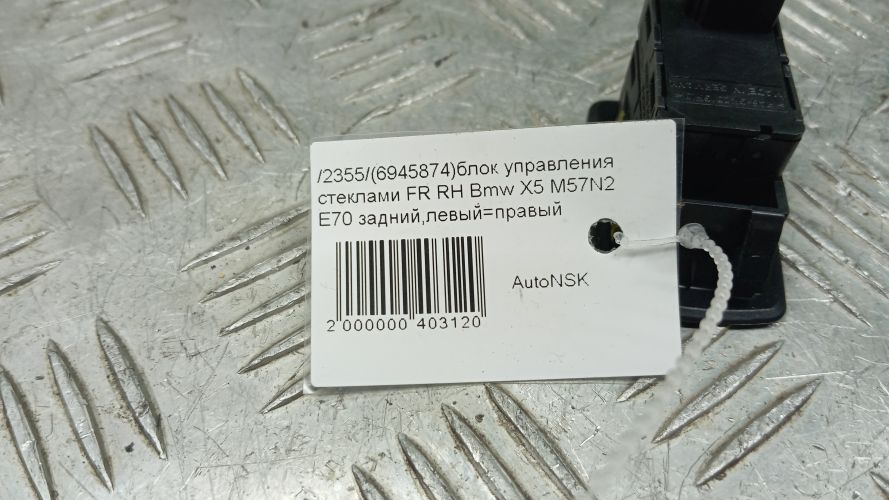 /2355/(6945874)блок управления
стеклами FR RH Bmw X5 M57N2
E70 задний,левый=правый
AutoNSK
2 000000 403120